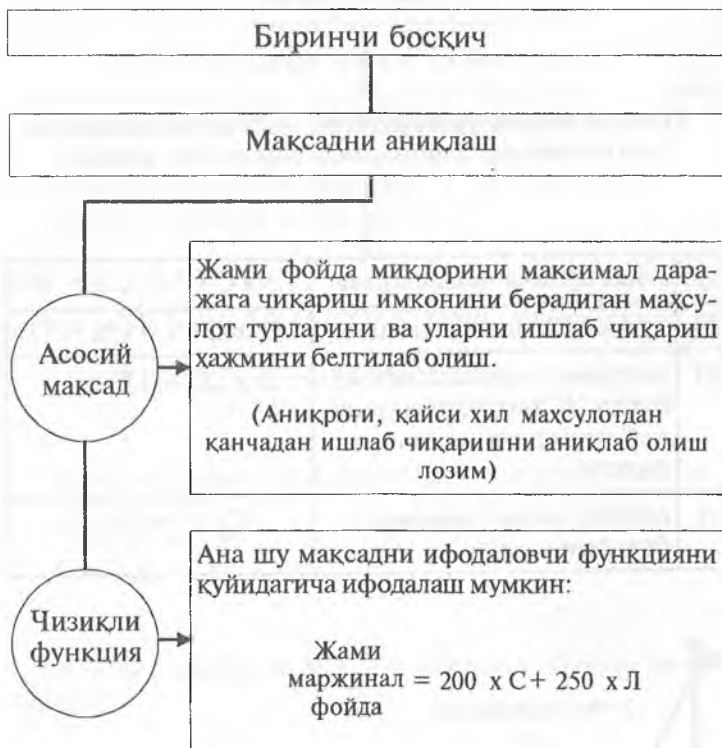 Биринчи босқич
Мақсадни аниқлаш
Асосий
мақсад
Жами фойда миқдорини максимал дара-
жага чиқариш имконини берадиган маҳсу-
лот турларини ва уларни ишлаб чиқариш
ҳажмини белгилаб олиш.
(Аниқроғи, қайси хил маҳсулотдан
қанчадан ишлаб чиқаришни аниқлаб олиш
лозим)
Чизиқли
функция
Ана шу мақсадни ифодаловчи функцияни
қуйидагича ифодалаш мумкин:
Жами
маржинал = 200 х С + 250 х Л
фойда